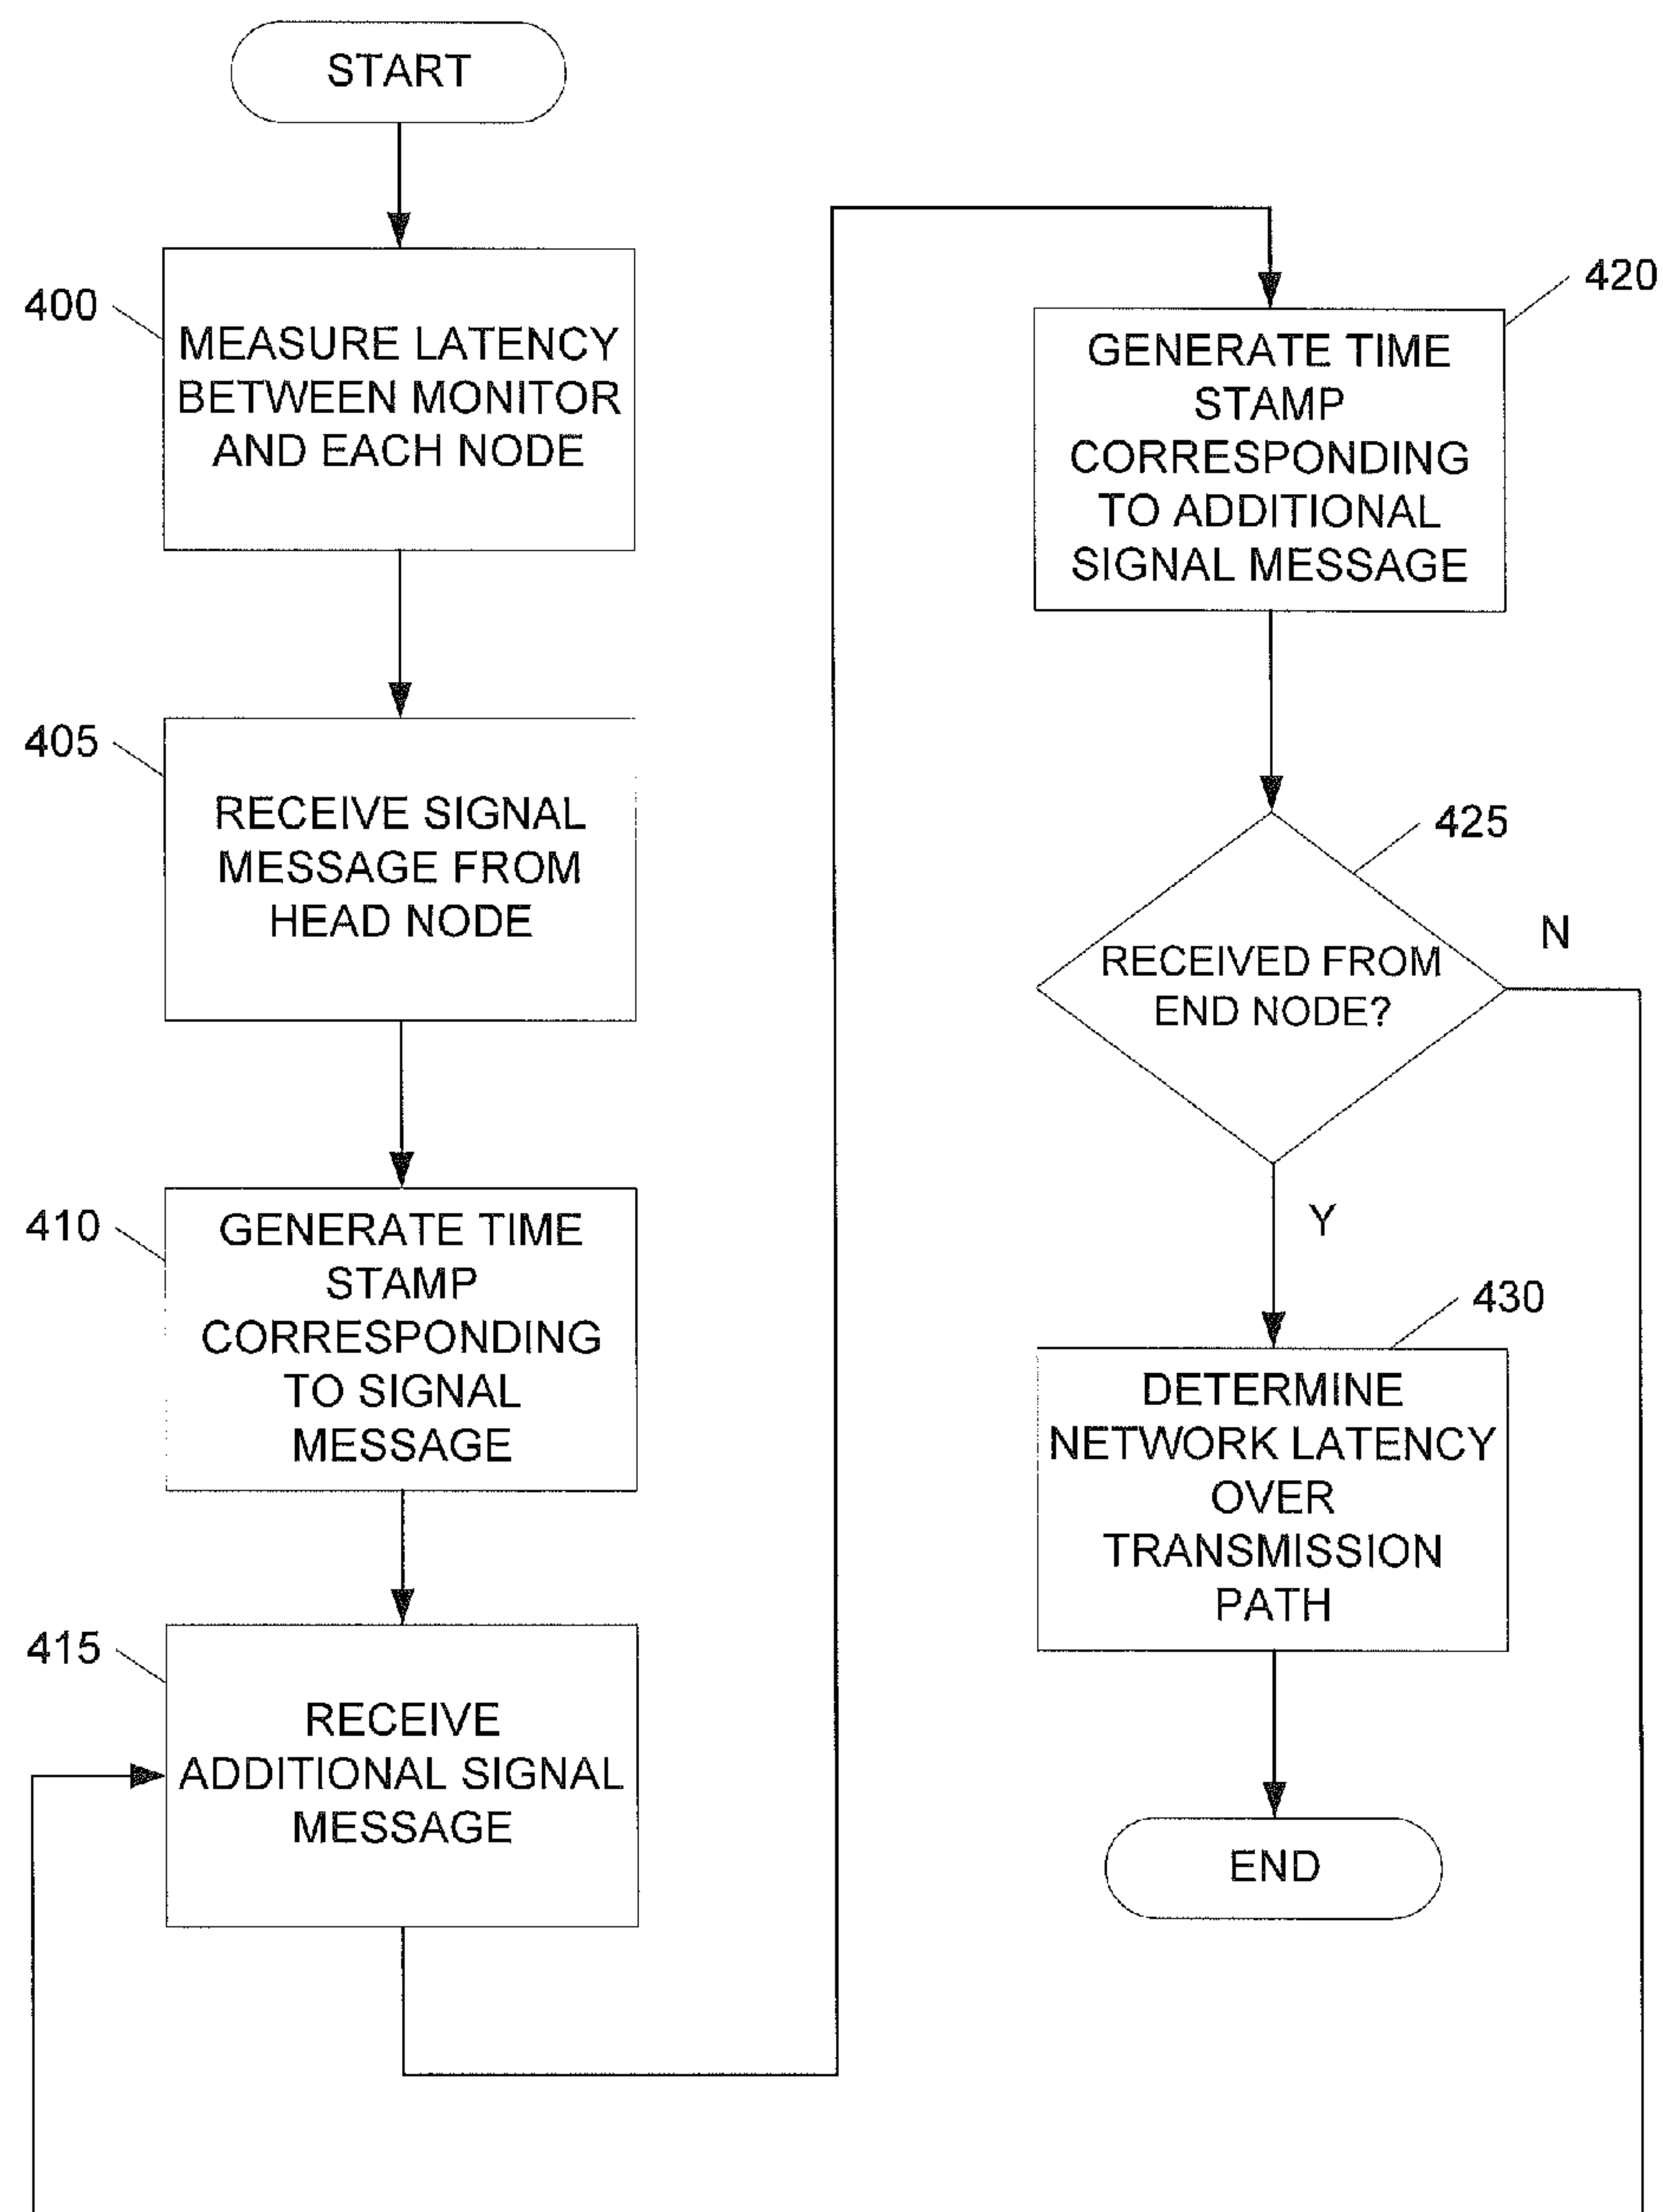 START
400
MEASURE LATENCY
BETWEEN MONITOR
AND EACH NODE
405
RECEIVE SIGNAL
MESSAGE FROM
HEAD NODE
410
GENERATE TIME
STAMP
CORRESPONDING
TO SIGNAL
MESSAGE
415
RECEIVE
ADDITIONAL SIGNAL
MESSAGE
420
GENERATE TIME
STAMP
CORRESPONDING
TO ADDITIONAL
SIGNAL MESSAGE
425
RECEIVED FROM
END NODE?
N
Y
430
DETERMINE
NETWORK LATENCY
OVER
TRANSMISSION
PATH
END